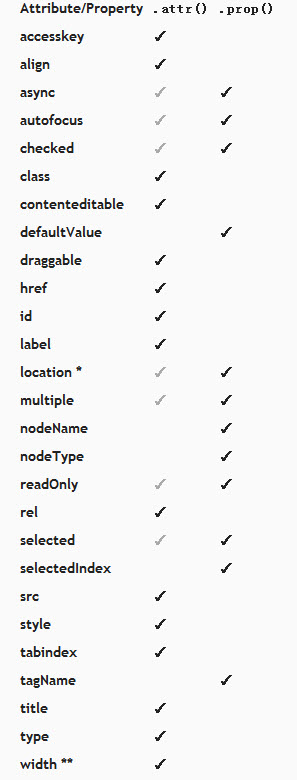 Attribute/Property .attr() .prop()
accesskey ✓
align ✓
async ✓ ✓
autofocus ✓ ✓
checked ✓ ✓
class ✓
contenteditable ✓
defaultValue ✓
draggable ✓
href ✓
id ✓
label ✓
location * ✓ ✓
multiple ✓ ✓
nodeName ✓
nodeType ✓
readOnly ✓ ✓
rel ✓
selected ✓ ✓
selectedIndex ✓
src ✓
style ✓
tabindex ✓
tagName ✓
title ✓
type ✓
width ** ✓